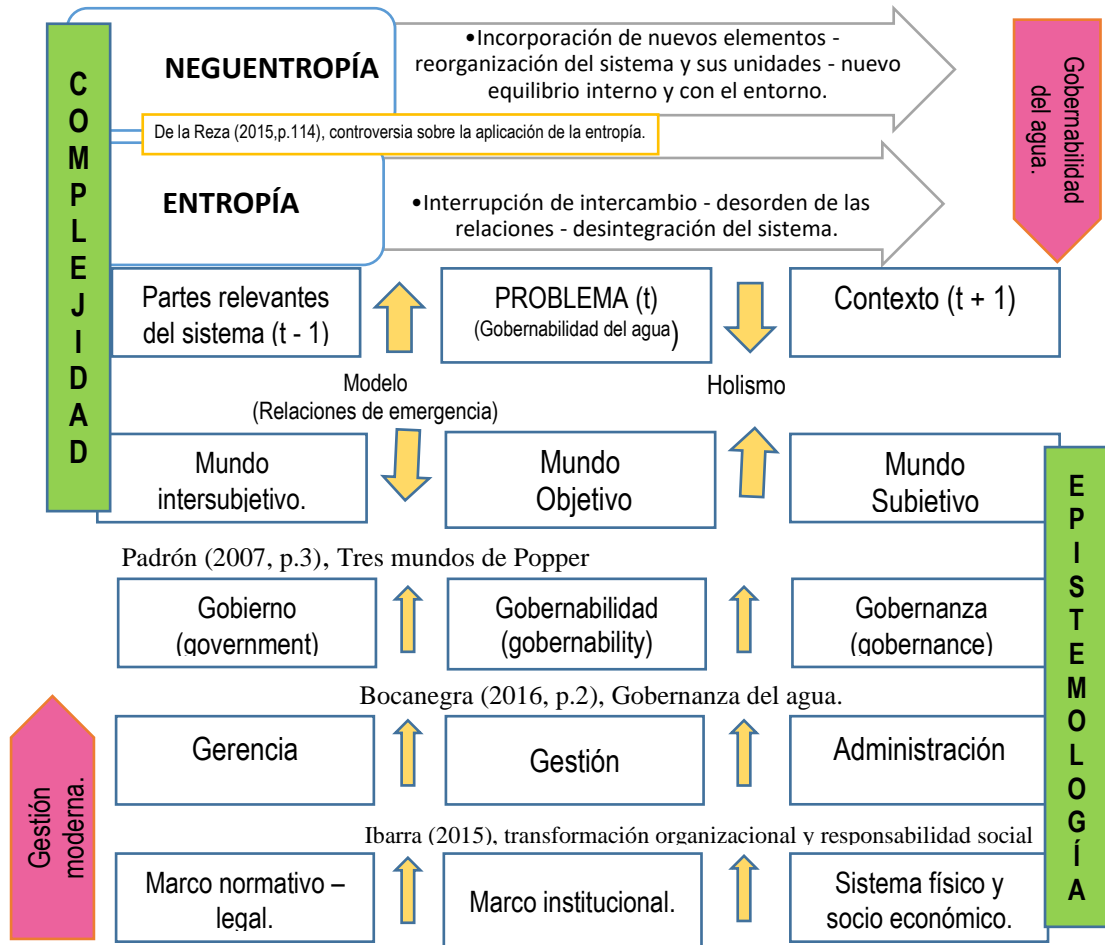 COMPLEJIDAD
NEGUENTROPÍA
•Incorporación de nuevos elementos -
reorganización del sistema y sus unidades - nuevo
equilibrio interno y con el entorno.
Gobernabilidad
del agua.
De la Reza (2015,p.114), controversia sobre la aplicación de la entropía.
ENTROPÍA
•Interrupción de intercambio - desorden de las
relaciones - desintegración del sistema.
Partes relevantes
del sistema (t - 1)
PROBLEMA (t)
(Gobernabilidad del agua)
Contexto (t + 1)
Modelo
(Relaciones de emergencia)
Holismo
Mundo
intersubjetivo.
Mundo
Objetivo
Mundo
Subjetivo
EPISTEMOLOGÍA
Padrón (2007, p.3), Tres mundos de Popper
Gobierno
(government)
Gobernabilidad
(gobernability)
Gobernanza
(gobernance)
Bocanegra (2016, p.2), Gobernanza del agua.
Gestión
moderna.
Gerencia
Gestión
Administración
Ibarra (2015), transformación organizacional y responsabilidad social
Marco normativo –
legal.
Marco institucional.
Sistema físico y
socio económico.